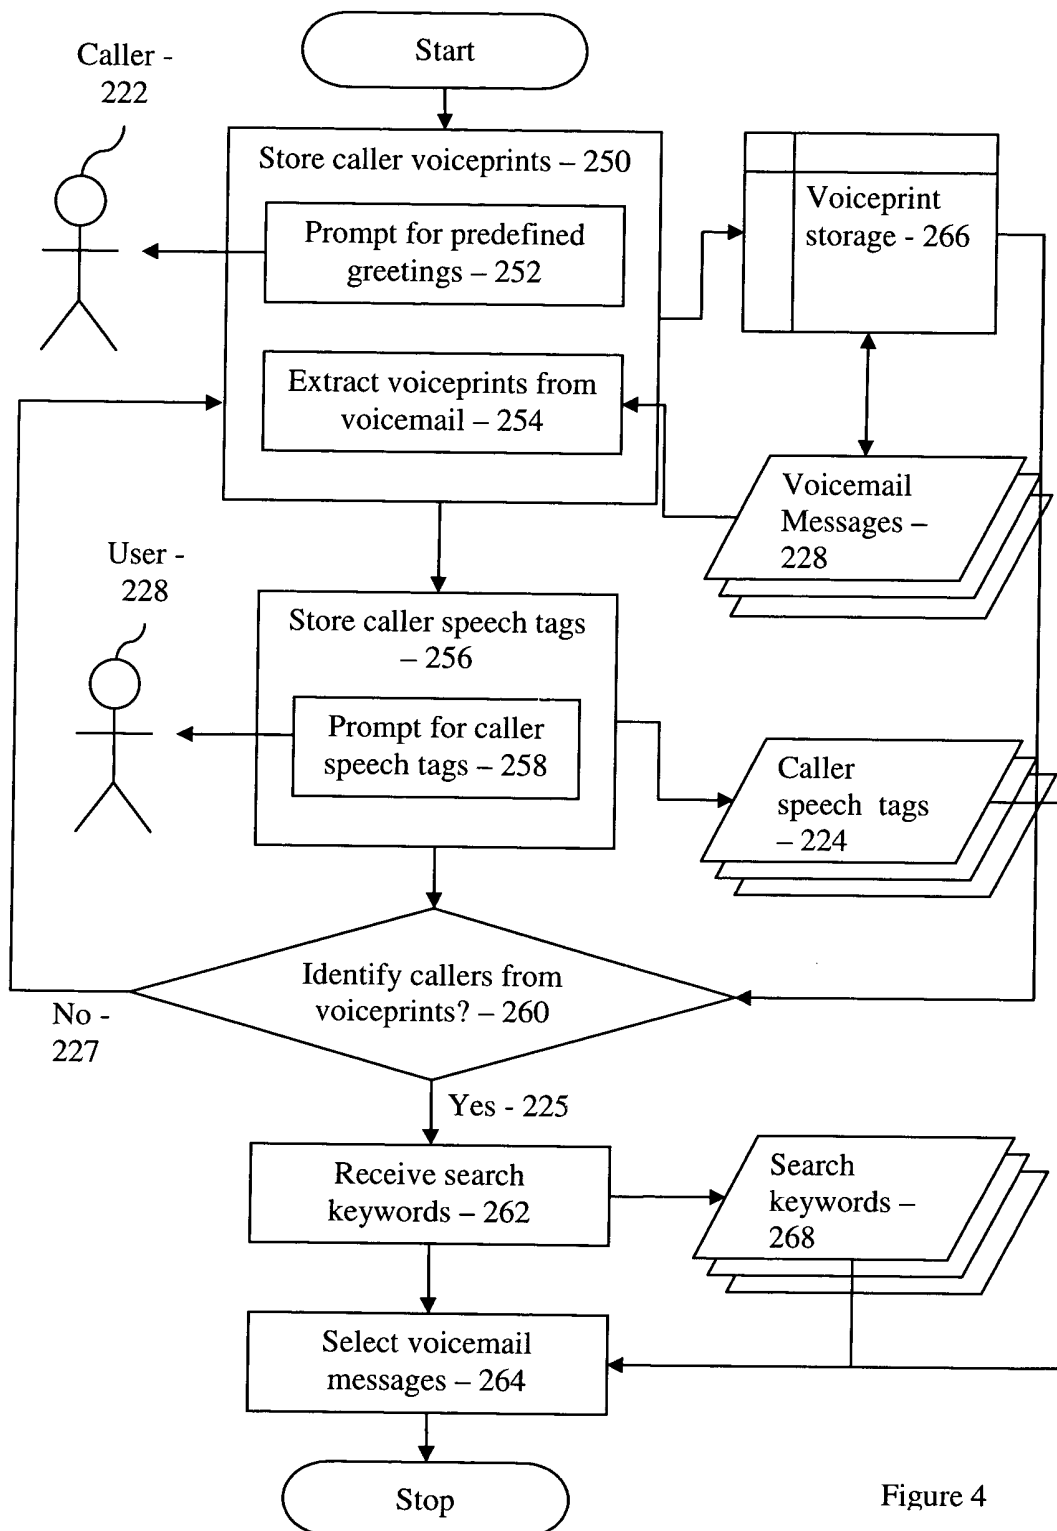 Start
Caller -
222
Store caller voiceprints – 250
Prompt for predefined
greetings – 252
Voiceprint
storage - 266
Extract voiceprints from
voicemail – 254
Voicemail
Messages –
228
User -
228
Store caller speech tags
– 256
Prompt for caller
speech tags – 258
Caller
speech tags
– 224
Identify callers from
voiceprints? – 260
No -
227
Yes - 225
Receive search
keywords – 262
Search
keywords –
268
Select voicemail
messages – 264
Stop
Figure 4